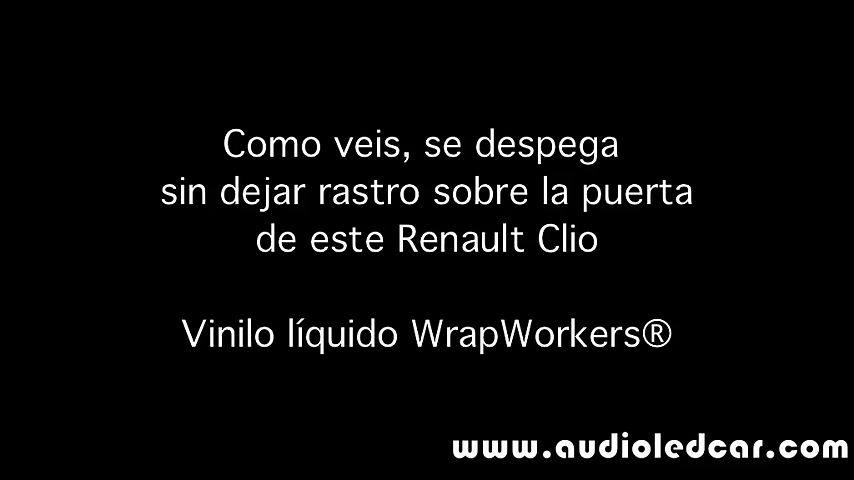 Como veis, se despega
sin dejar rastro sobre la puerta
de este Renault Clio
Vinilo líquido WrapWorkers®
www.audioledcar.com